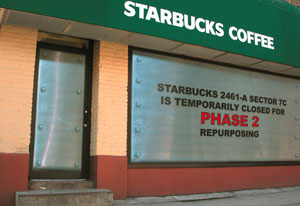 STARBUCKS COFFEE
STARBUCKS 2461-A SECTOR 7C
IS TEMPORARILY CLOSED FOR
PHASE 2
REPURPOSING